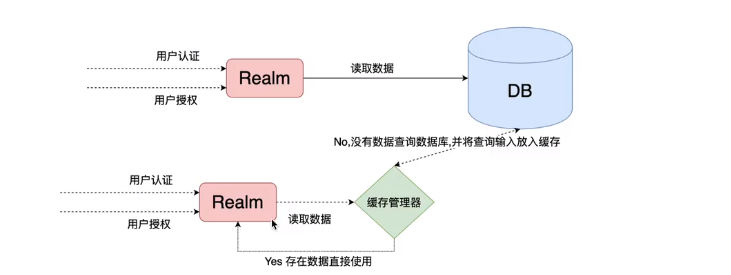 用户认证
Realm
读取数据
用户授权
DB
No,没有数据查询数据库,并将查询输入放入缓存
用户认证
Realm
缓存管理器
用户授权
读取数据
Yes 存在数据直接使用